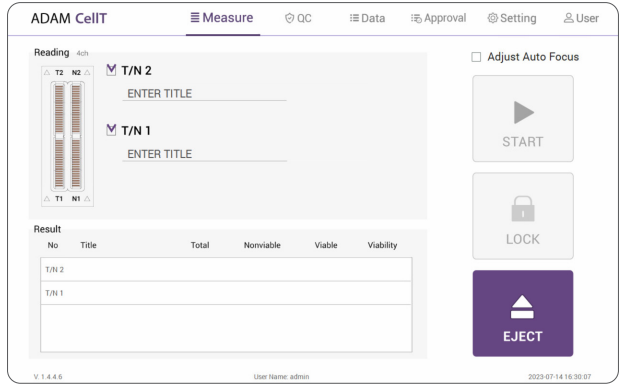 ADAM CellT
Measure QC Data Approval Setting User
Reading 4ch
Adjust Auto Focus
T2 N2
T/N 2
ENTER TITLE
T/N 1
ENTER TITLE
T1 N1
START
LOCK
EJECT
Result
No Title Total Nonviable Viable Viability
T/N 2
T/N 1
V. 1.4.4.6 User Name: admin 2023-07-14 16:30:07